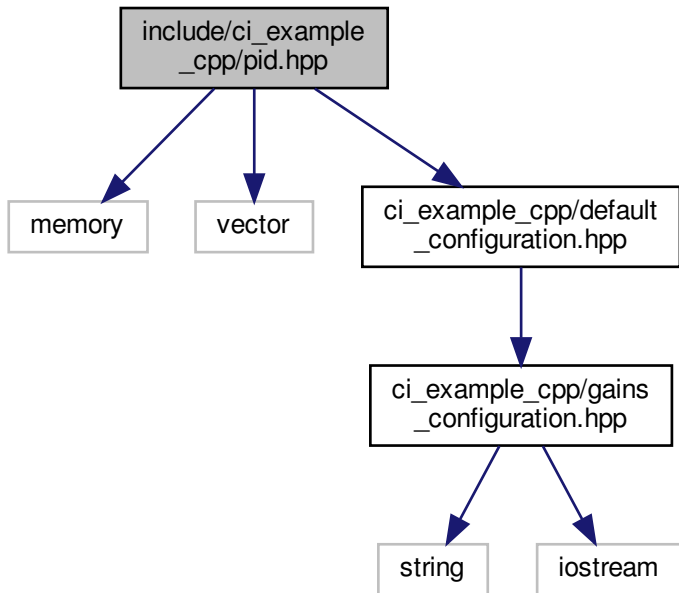 include/ci_example
_cpp/pid.hpp
memory
vector
ci_example_cpp/default
_configuration.hpp
ci_example_cpp/gains
_configuration.hpp
string
iostream